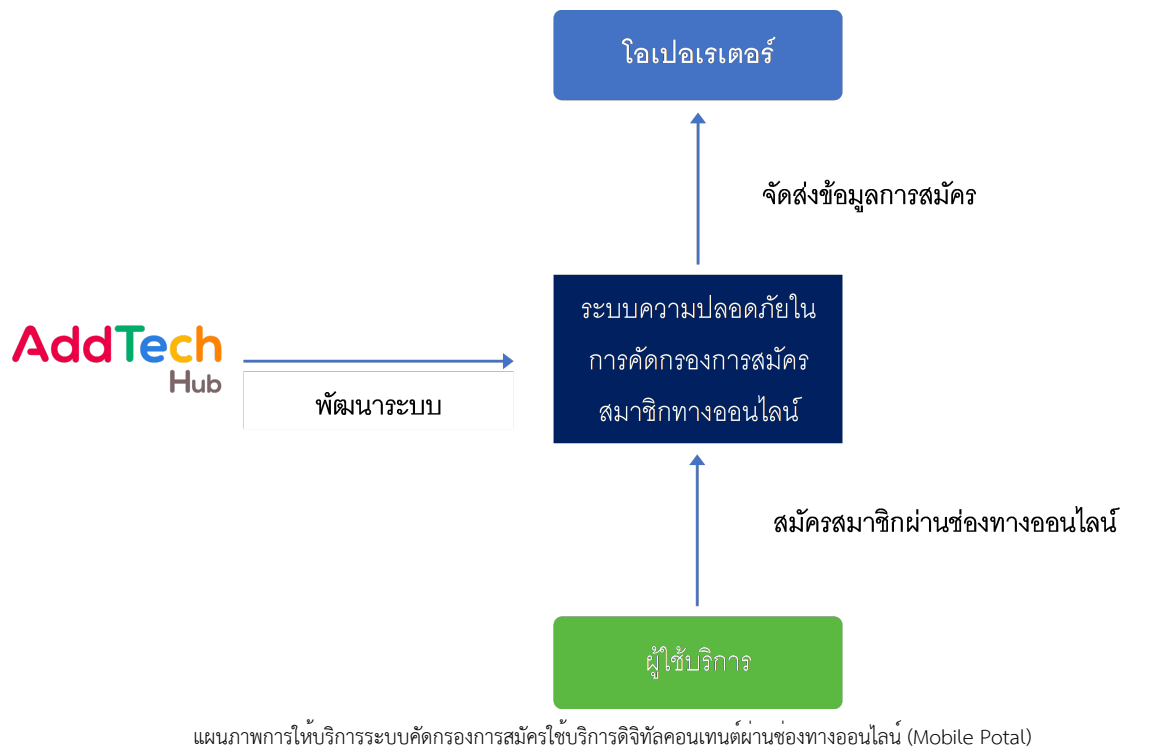 โอเปอเรเตอร์
จัดส่งข้อมูลการสมัคร
ระบบความปลอดภัยใน
การคัดกรองการสมัคร
สมาชิกทางออนไลน์
AddTech
Hub
พัฒนาระบบ
สมัครสมาชิกผ่านช่องทางออนไลน์
ผู้ใช้บริการ
แผนภาพการให้บริการระบบคัดกรองการสมัครใช้บริการดิจิทัลคอนเทนต์ผ่านช่องทางออนไลน์ (Mobile Potal)